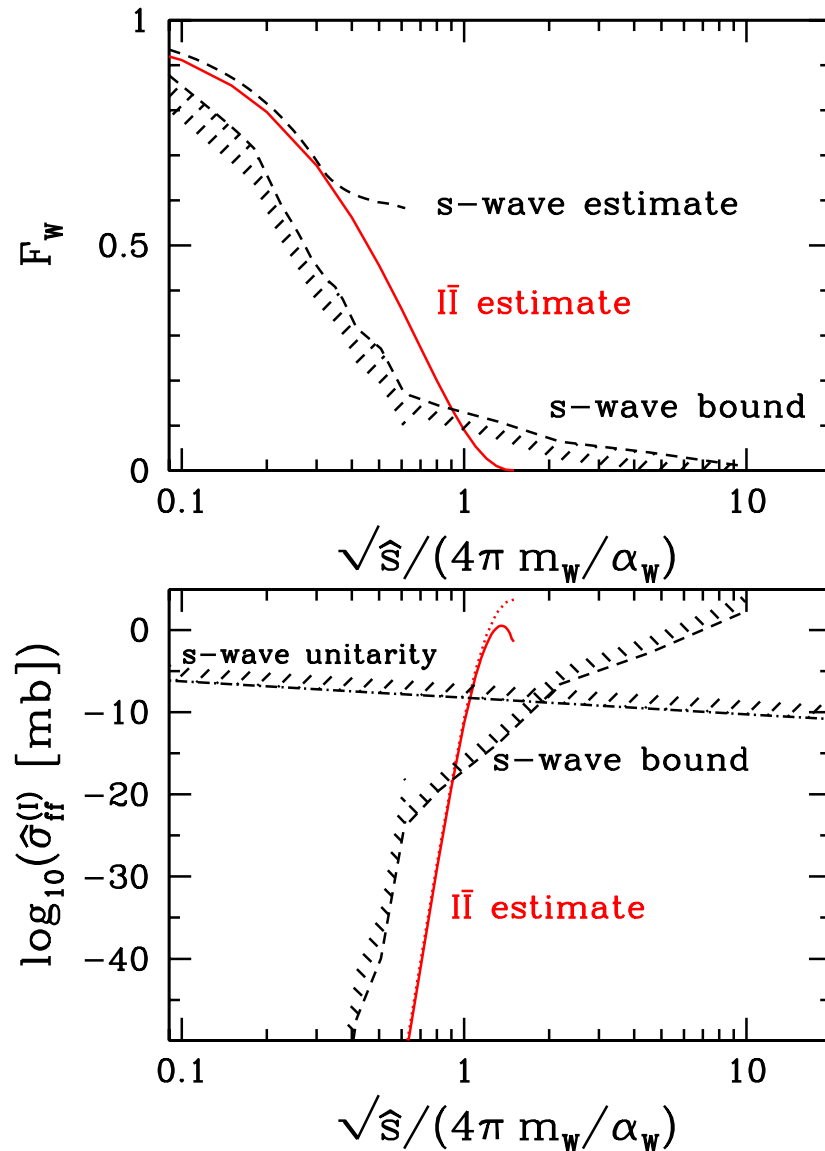 1
s-wave estimate
F_W
0.5
IĪ estimate
s-wave bound
0
0.1 1 10
√ŝ/(4π m_W/α_W)
0
s-wave unitarity
-10
s-wave bound
log₁₀(σ̂_ff^(I) [mb])
-20
-30
IĪ estimate
-40
0.1 1 10
√ŝ/(4π m_W/α_W)